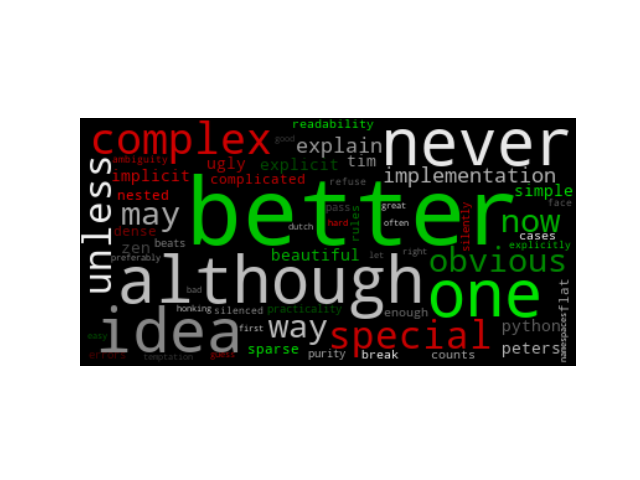 readability
complex
good
explain
never
ambiguity
ugly
explicit
tim
implicit
complicated
refuse
implementation
unless
nested
better
simple
face
may
pass
great
now
dense
dutch
hard
rules
often
silently
cases
zen
beats
explicitly
preferably
beautiful
let
right
obvious
although
bad
one
flat
honking
silenced
practicality
enough
idea
first
way
special
python
namespaces
easy
errors
temptation
guess
sparse
purity
break
counts
peters